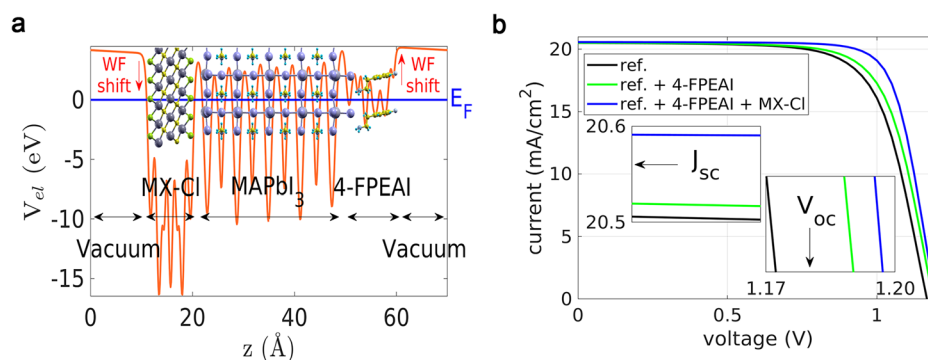 a
WF
shift
WF
shift
0
E_F
-5
-10
-15
V_el (eV)
MX-Cl
MAPbI_3
4-FPEAI
Vacuum
Vacuum
0
20
40
60
z (Å)
b
20
15
10
5
0
current (mA/cm²)
ref.
ref. + 4-FPEAI
ref. + 4-FPEAI + MX-Cl
20.6
J_sc
20.5
V_oc
1.17
1.20
0
0.5
1
voltage (V)